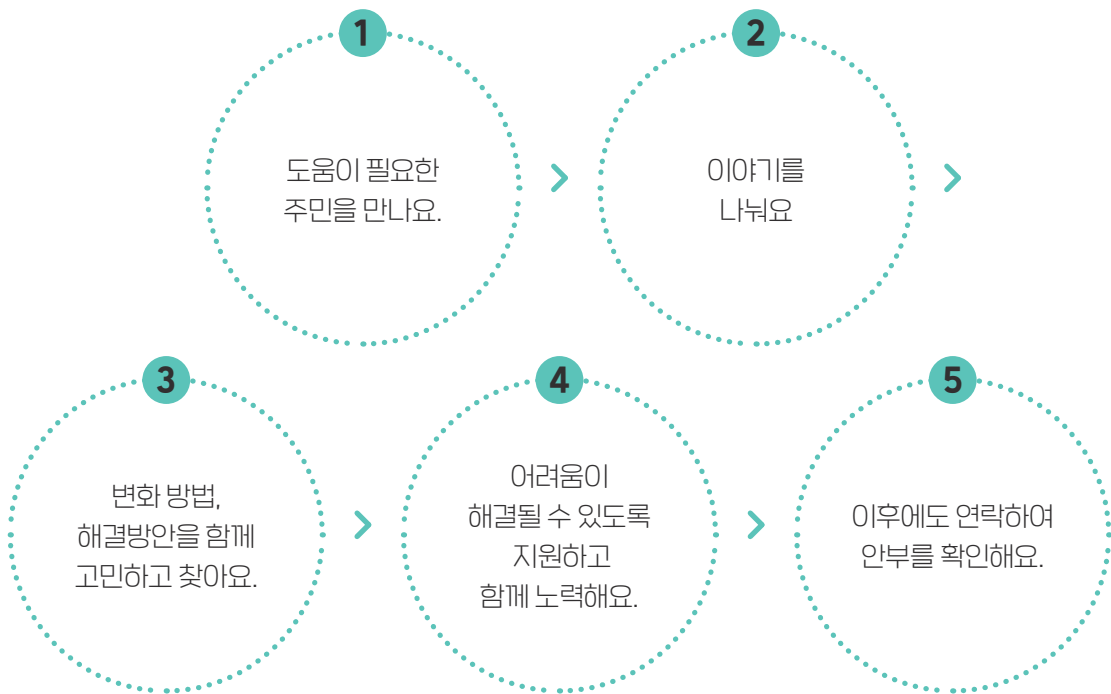 1
도움이 필요한
주민을 만나요.
2
이야기를
나눠요
3
변화 방법,
해결방안을 함께
고민하고 찾아요.
4
어려움이
해결될 수 있도록
지원하고
함께 노력해요.
5
이후에도 연락하여
안부를 확인해요.